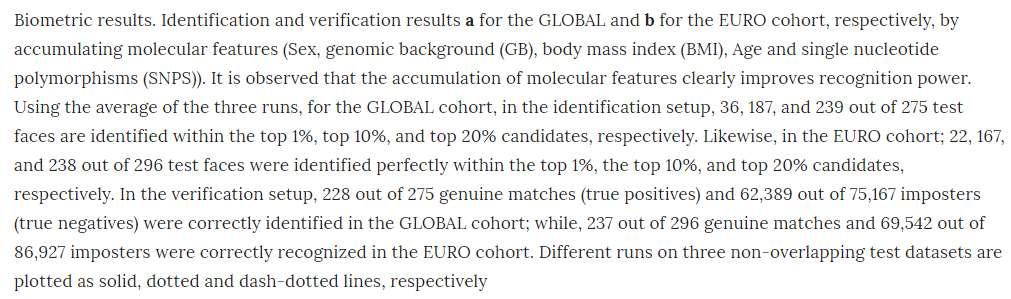 Biometric results. Identification and verification results a for the GLOBAL and b for the EURO cohort, respectively, by
accumulating molecular features (Sex, genomic background (GB), body mass index (BMI), Age and single nucleotide
polymorphisms (SNPS)). It is observed that the accumulation of molecular features clearly improves recognition power.
Using the average of the three runs, for the GLOBAL cohort, in the identification setup, 36, 187, and 239 out of 275 test
faces are identified within the top 1%, top 10%, and top 20% candidates, respectively. Likewise, in the EURO cohort; 22, 167,
and 238 out of 296 test faces were identified perfectly within the top 1%, the top 10%, and top 20% candidates,
respectively. In the verification setup, 228 out of 275 genuine matches (true positives) and 62,389 out of 75,167 imposters
(true negatives) were correctly identified in the GLOBAL cohort; while, 237 out of 296 genuine matches and 69,542 out of
86,927 imposters were correctly recognized in the EURO cohort. Different runs on three non-overlapping test datasets are
plotted as solid, dotted and dash-dotted lines, respectively